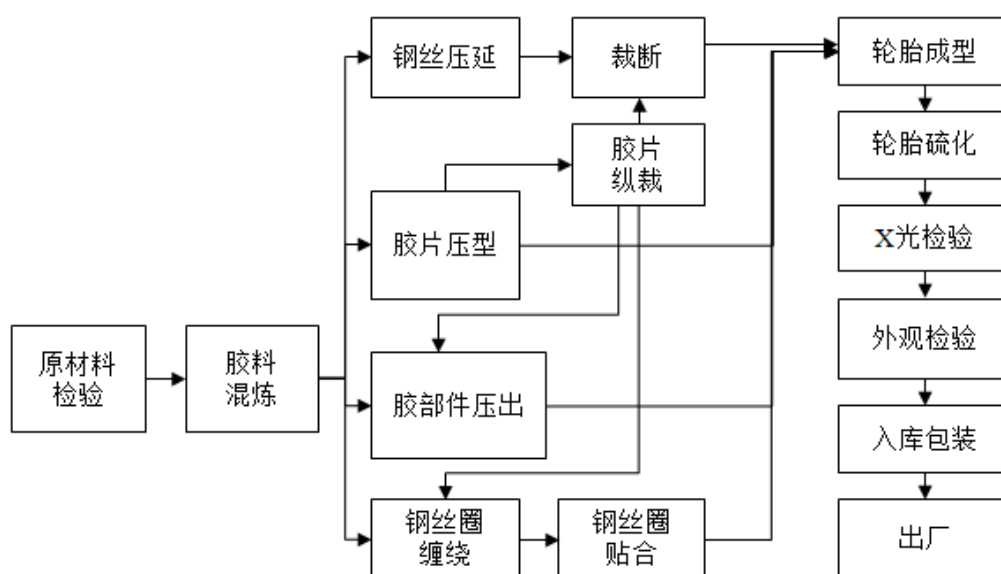 原材料
检验
胶料
混炼
钢丝压延
裁断
胶片
纵裁
胶片压型
胶部件压出
钢丝圈
缠绕
钢丝圈
贴合
轮胎成型
轮胎硫化
X光检验
外观检验
入库包装
出厂